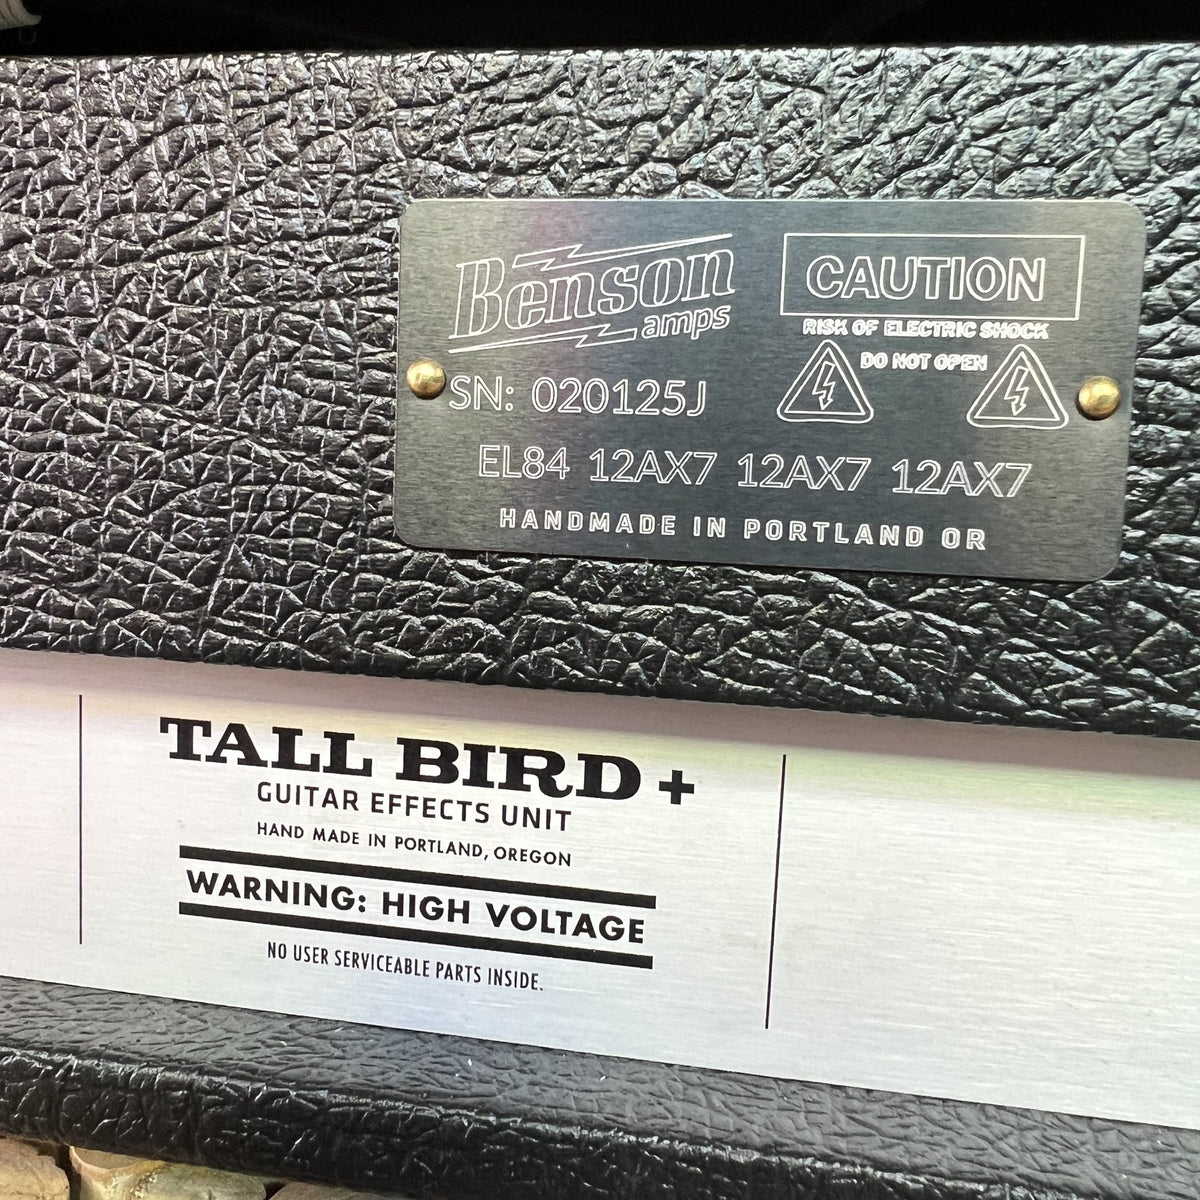 Benson
amps
SN: 020125J
CAUTION
RISK OF ELECTRIC SHOCK
DO NOT OPEN
EL84 12AX7 12AX7 12AX7
HANDMADE IN PORTLAND OR
TALL BIRD +
GUITAR EFFECTS UNIT
HAND MADE IN PORTLAND, OREGON
WARNING: HIGH VOLTAGE
NO USER SERVICEABLE PARTS INSIDE.